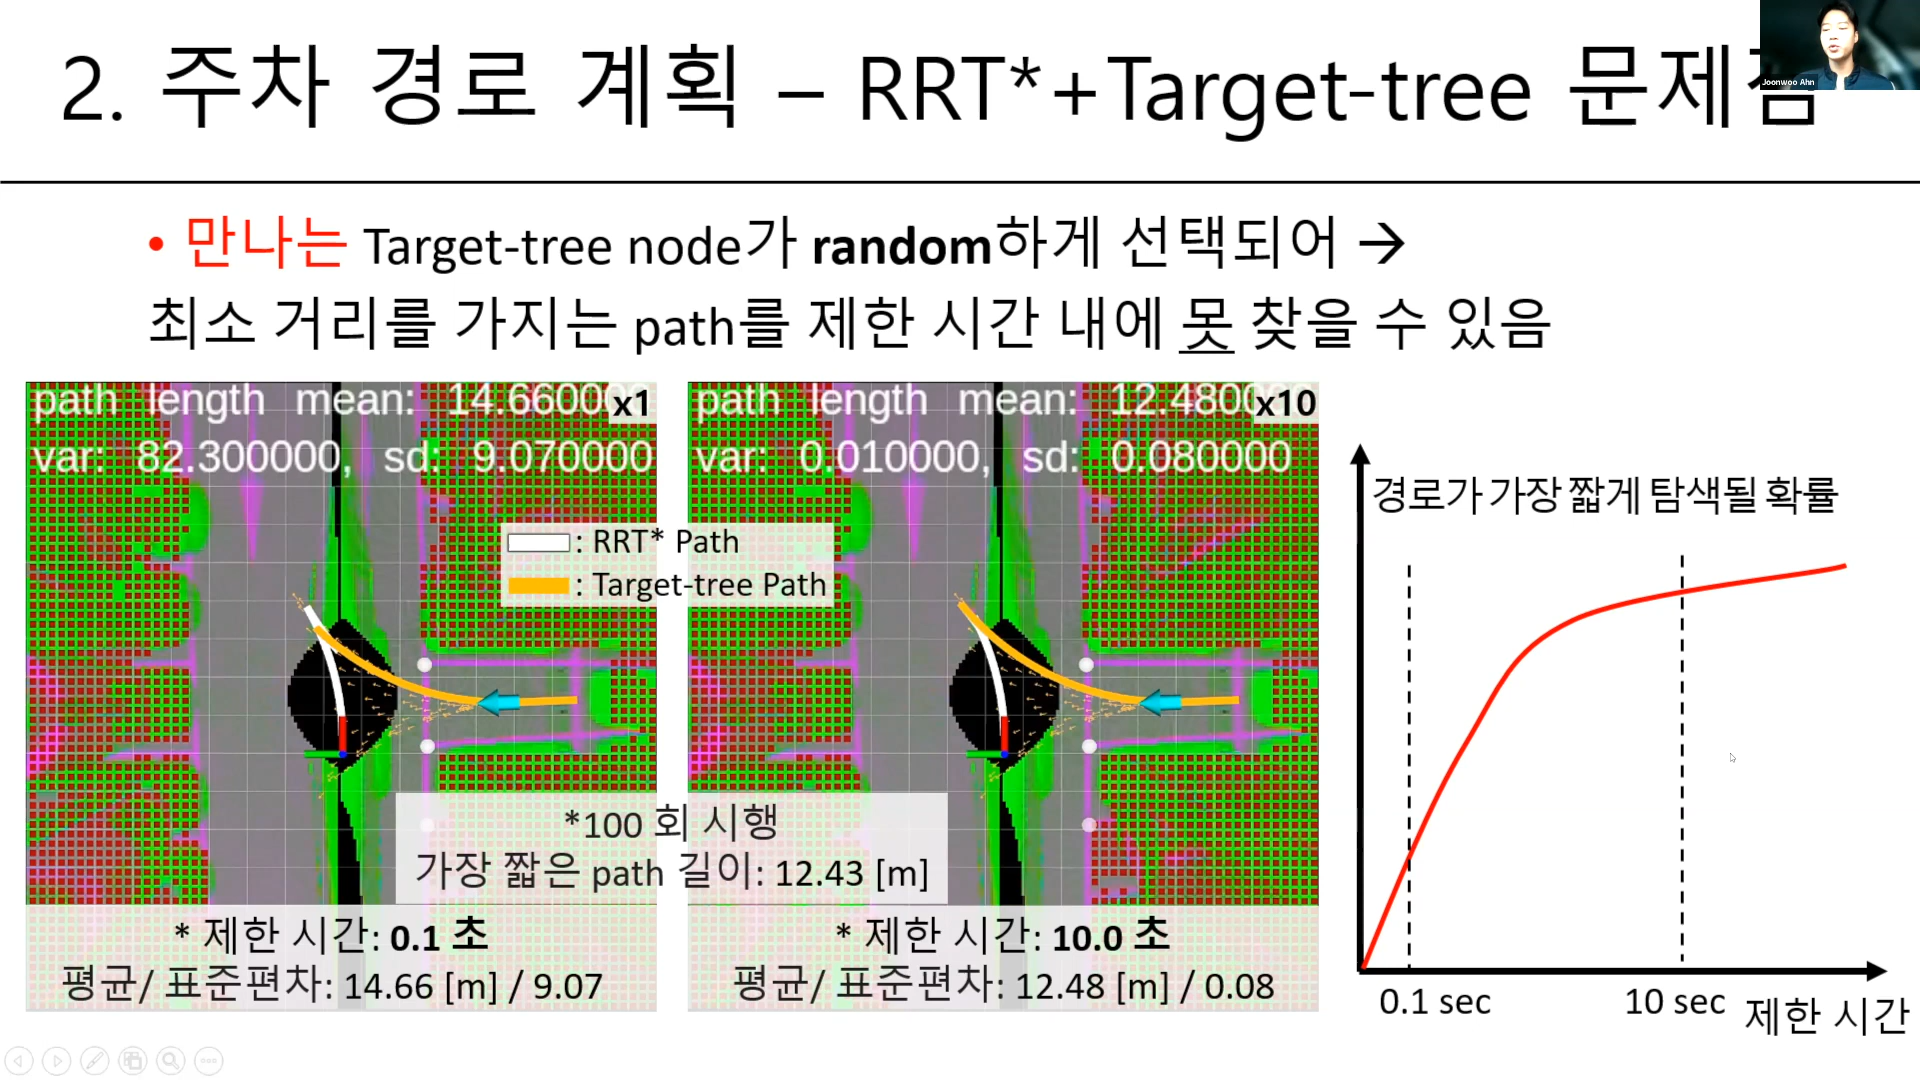 2. 주차 경로 계획 – RRT*+Target-tree 문제점
Joonwoo Ahn
• 만나는 Target-tree node가 random하게 선택되어 →
최소 거리를 가지는 path를 제한 시간 내에 못 찾을 수 있음
path length mean: 14.6600
x1
var: 82.300000, sd: 9.070000
path length mean: 12.4800
x10
var: 0.010000, sd: 0.080000
: RRT* Path
: Target-tree Path
*100 회 시행
가장 짧은 path 길이: 12.43 [m]
* 제한 시간: 0.1 초
평균/ 표준편차: 14.66 [m] / 9.07
* 제한 시간: 10.0 초
평균/ 표준편차: 12.48 [m] / 0.08
경로가 가장 짧게 탐색될 확률
0.1 sec
10 sec
제한 시간